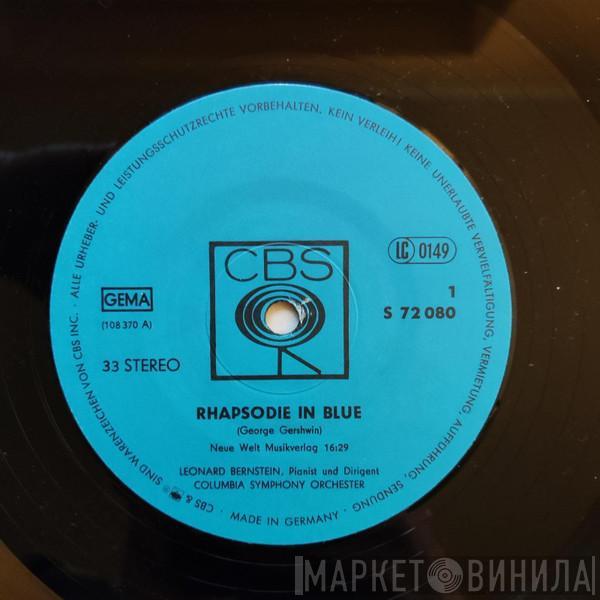 SIND WARENZEICHEN VON CBS INC. · ALLE URHEBER- UND LEISTUNGSSCHUTZRECHTE VORBEHALTEN. KEIN VERLEIH! KEINE UNERLAUBTE VERVIELFÄLTIGUNG, VERMIETUNG, AUFFÜHRUNG, SENDUNG.
CBS
LC 0149
GEMA
(108 370 A)
1
S 72 080
33 STEREO
RHAPSODIE IN BLUE
(George Gershwin)
Neue Welt Musikverlag 16:29
LEONARD BERNSTEIN, Pianist und Dirigent
COLUMBIA SYMPHONY ORCHESTER
CBS &
· MADE IN GERMANY ·
МАРКЕТ ВИНИЛА